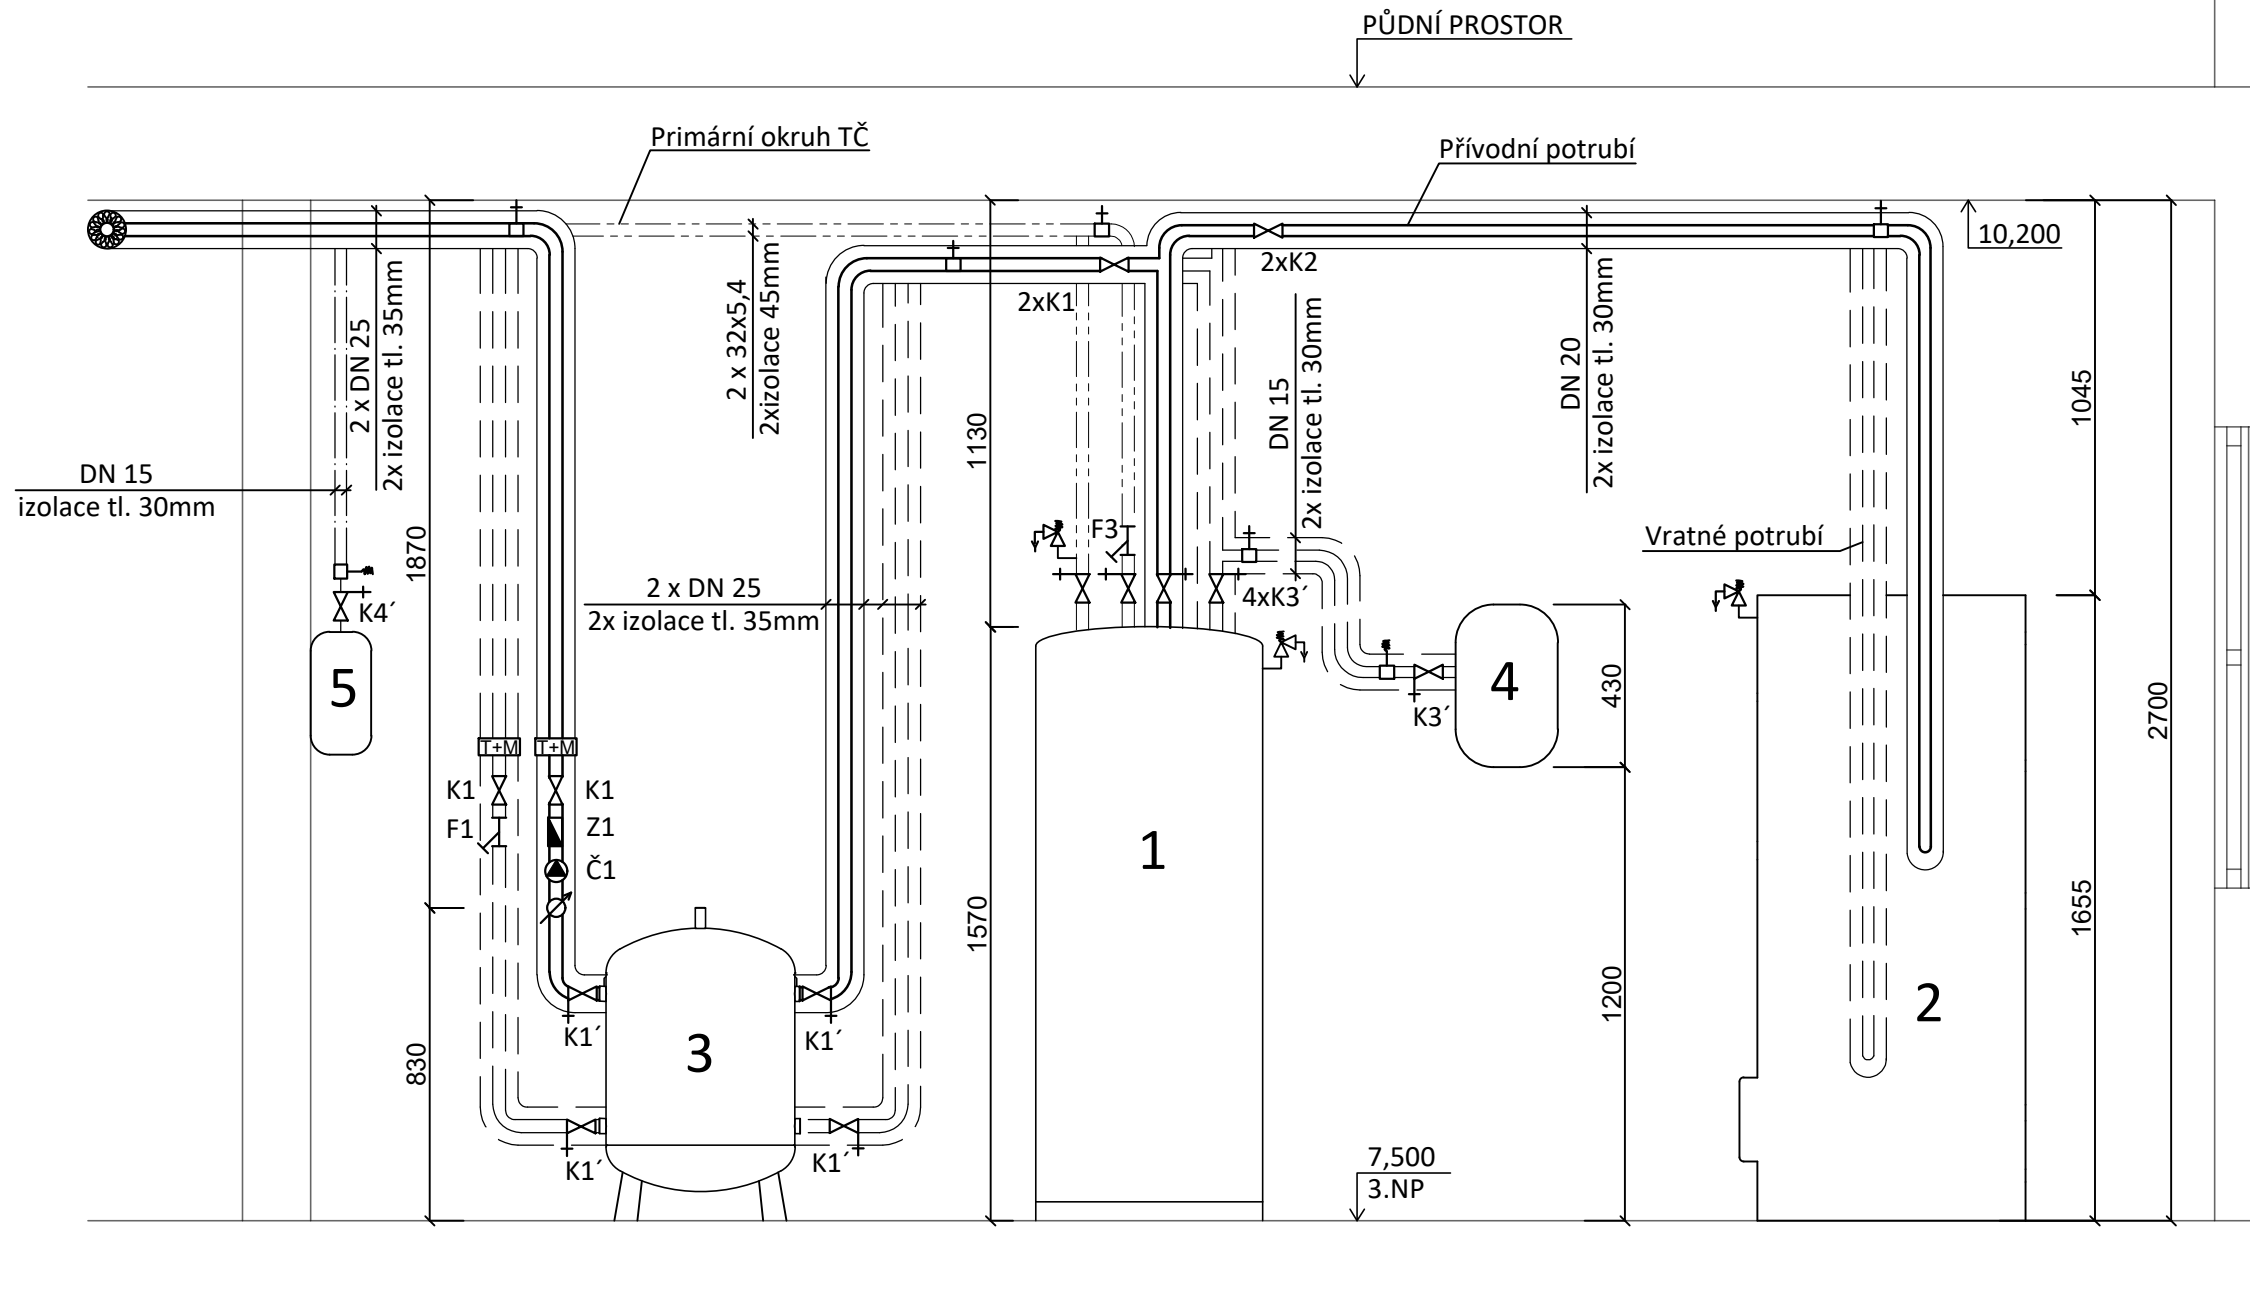 PŮDNÍ PROSTOR
Primární okruh TČ
Přívodní potrubí
10,200
2xK2
2xK1
2 x DN 25
2x izolace tl. 35mm
2 x 32x5,4
2xizolace 45mm
DN 15
2x izolace tl. 30mm
DN 20
2x izolace tl. 30mm
1045
1130
DN 15
izolace tl. 30mm
1870
F3
Vratné potrubí
2 x DN 25
2x izolace tl. 35mm
4xK3´
K4´
5
4
K3´
430
2700
T+M
T+M
K1
K1
F1
Z1
Č1
1
1570
1655
1200
2
K1´
K1´
3
830
K1´
K1´
7,500
3.NP